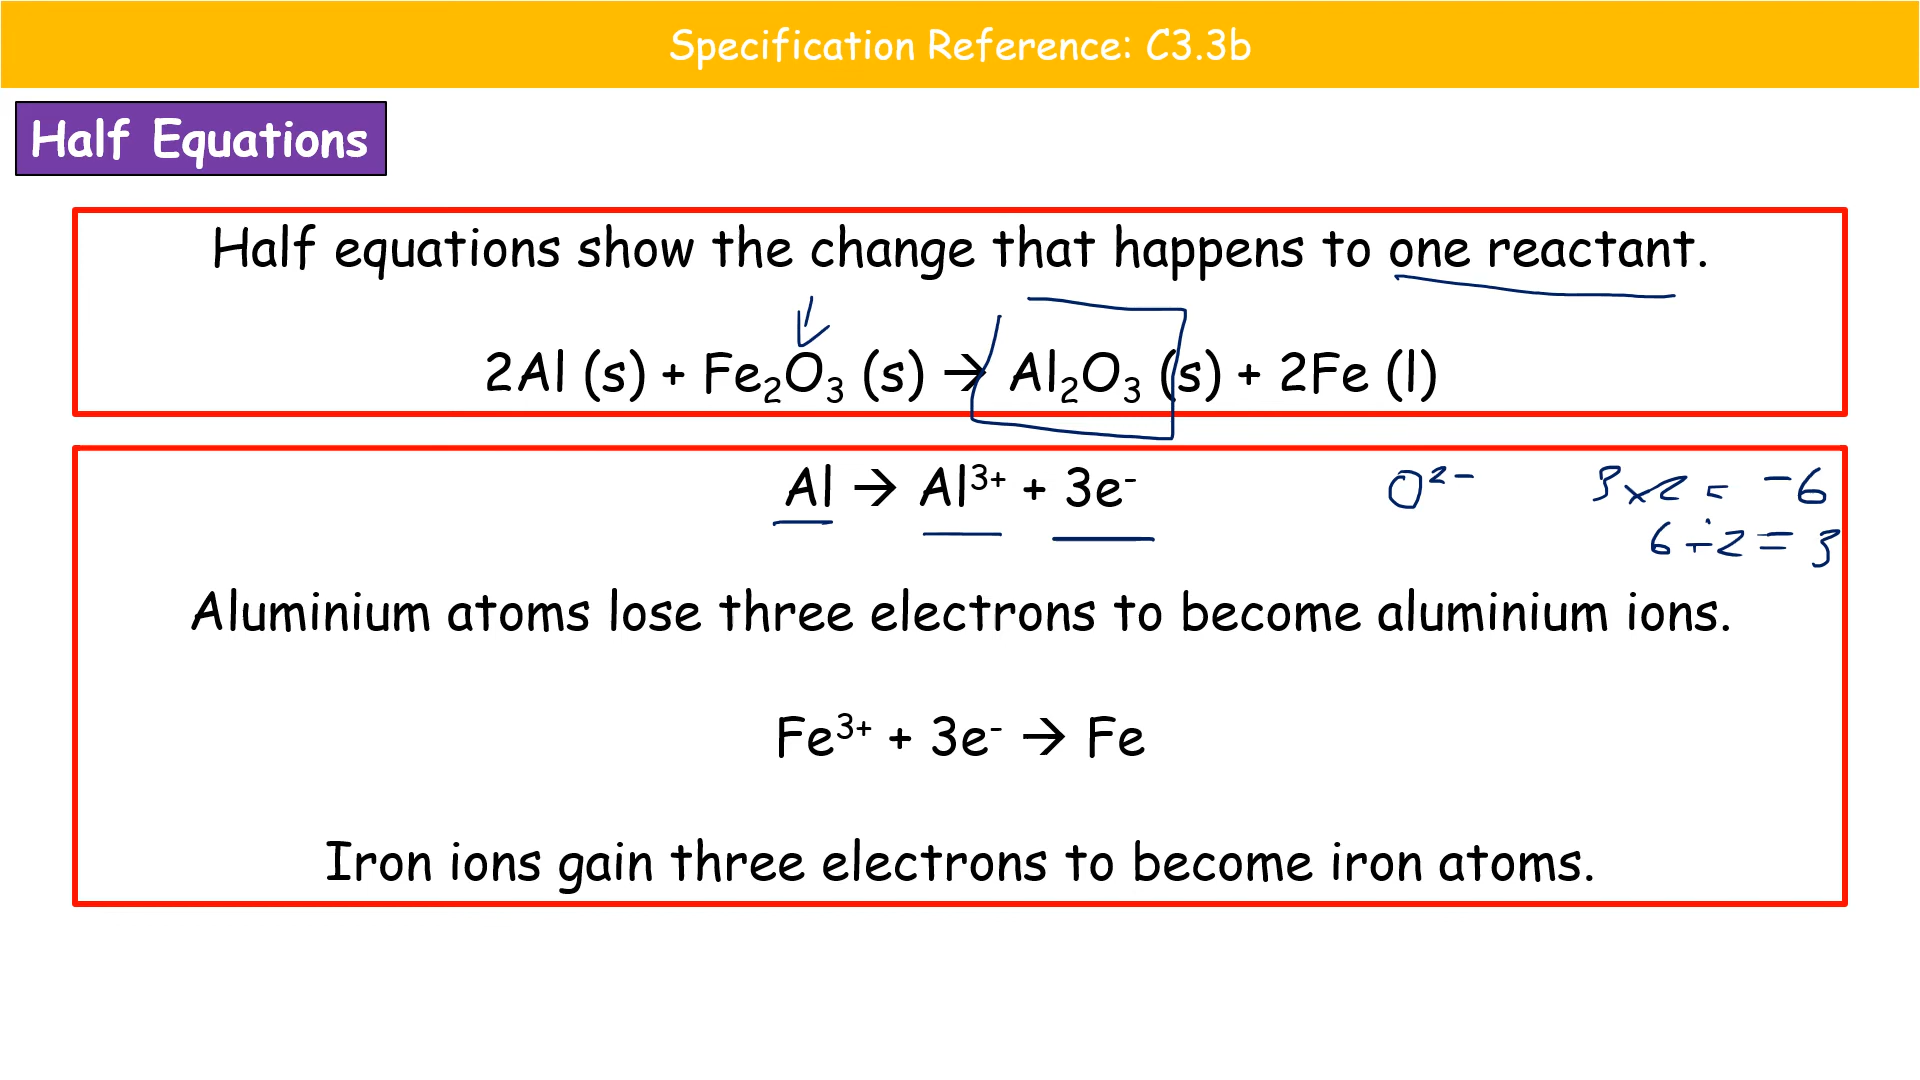 Specification Reference: C3.3b
Half Equations
Half equations show the change that happens to one reactant.
2Al (s) + Fe₂O₃ (s) → Al₂O₃ (s) + 2Fe (l)
Al → Al³⁺ + 3e⁻
O²⁻ 3×2 = -6
6÷2 = 3
Aluminium atoms lose three electrons to become aluminium ions.
Fe³⁺ + 3e⁻ → Fe
Iron ions gain three electrons to become iron atoms.